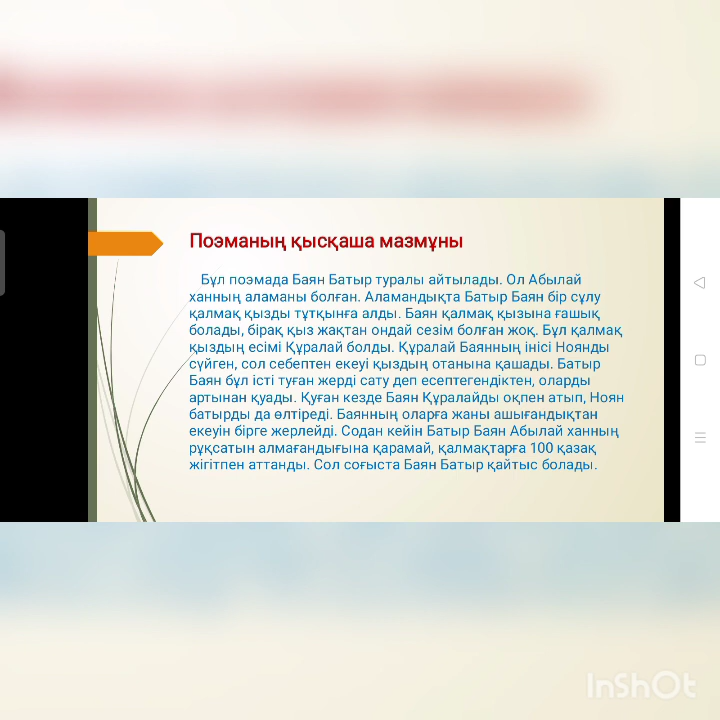 Поэманың қысқаша мазмұны
Бұл поэмада Баян Батыр туралы айтылады. Ол Абылай
ханның аламаны болған. Аламандықта Батыр Баян бір сұлу
қалмақ қызды тұтқынға алды. Баян қалмақ қызына ғашық
болады, бірақ қыз жақтан ондай сезім болған жоқ. Бұл қалмақ
қыздың есімі Құралай болды. Құралай Баянның інісі Ноянды
сүйген, сол себептен екеуі қыздың отанына қашады. Батыр
Баян бұл істі туған жерді сату деп есептегендіктен, оларды
артынан қуады. Қуған кезде Баян Құралайды оқпен атып, Ноян
батырды да өлтіреді. Баянның оларға жаны ашығандықтан
екеуін бірге жерлейді. Содан кейін Батыр Баян Абылай ханның
рұқсатын алмағандығына қарамай, қалмақтарға 100 қазақ
жігітпен аттанды. Сол соғыста Баян Батыр қайтыс болады.
InShOt